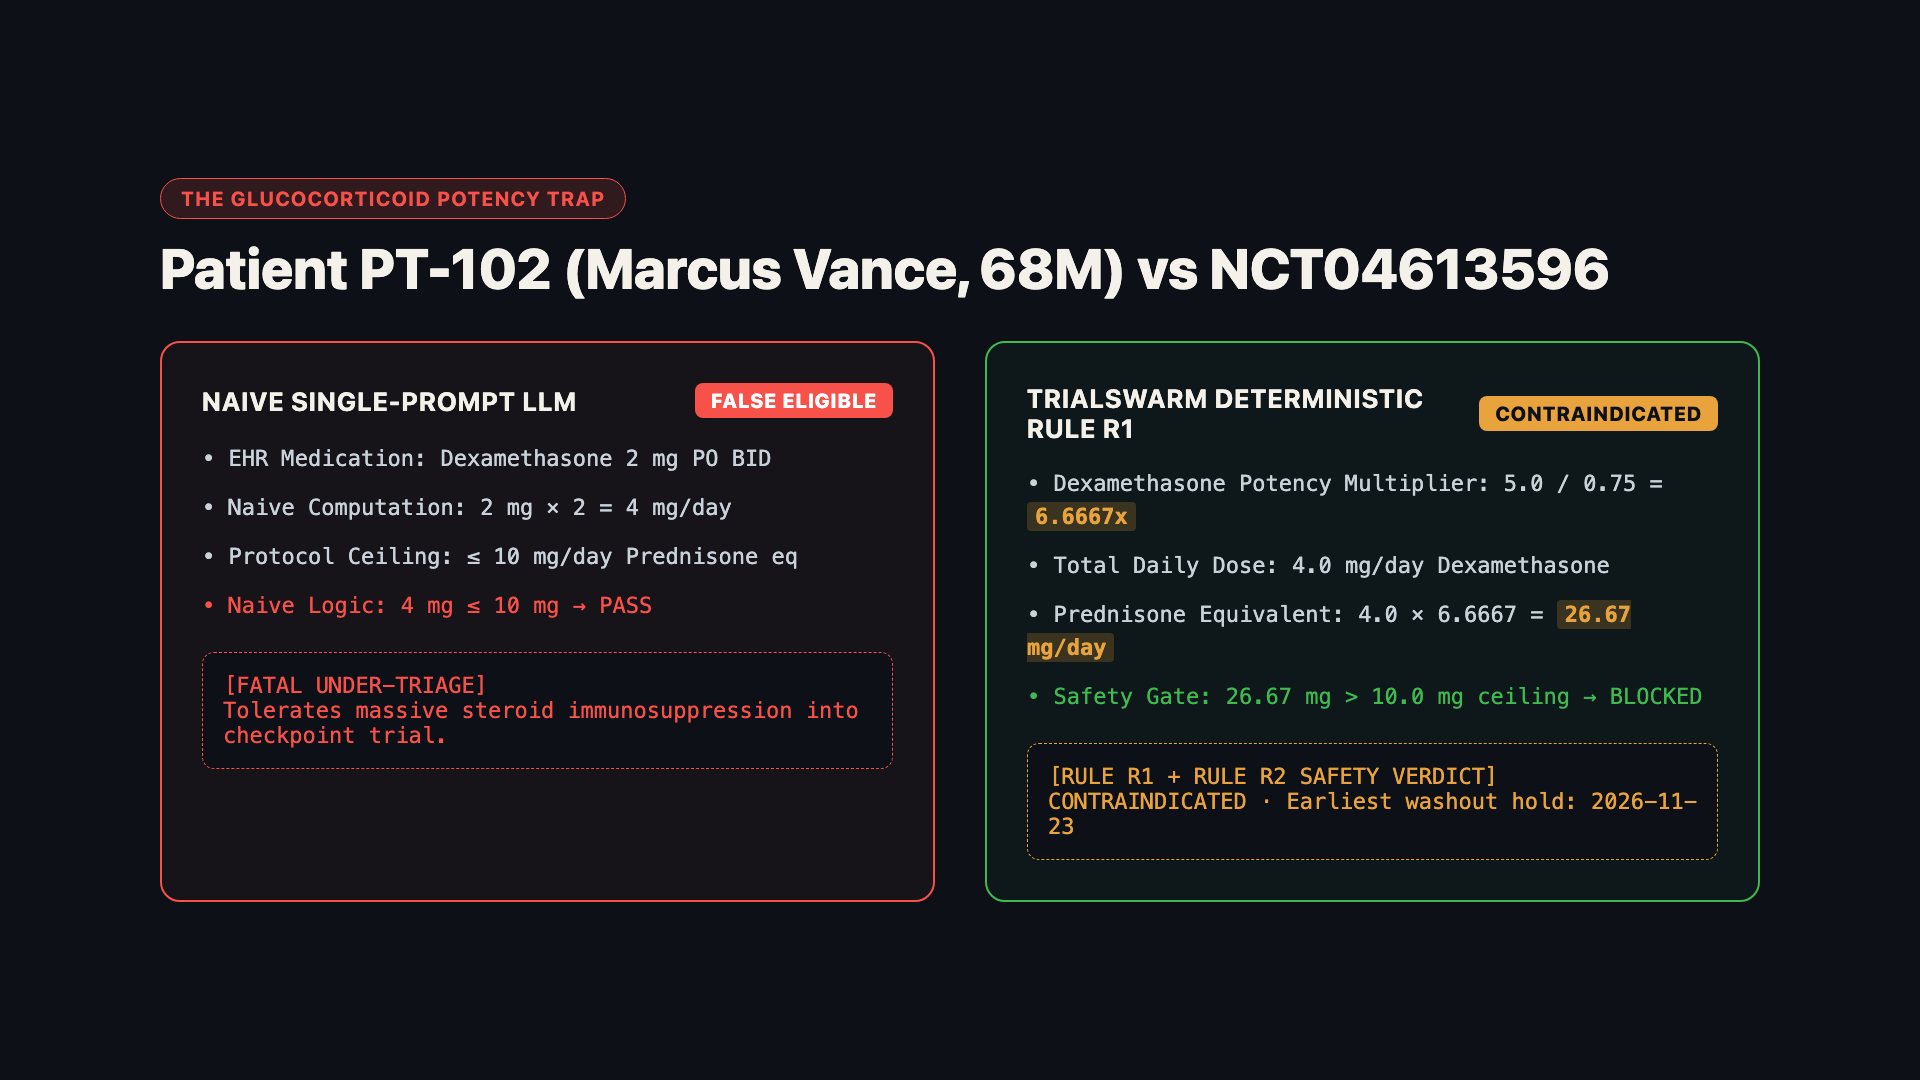 THE GLUCOCORTICOID POTENCY TRAP
Patient PT-102 (Marcus Vance, 68M) vs NCT04613596
NAIVE SINGLE-PROMPT LLM
FALSE ELIGIBLE
• EHR Medication: Dexamethasone 2 mg PO BID
• Naive Computation: 2 mg × 2 = 4 mg/day
• Protocol Ceiling: ≤ 10 mg/day Prednisone eq
• Naive Logic: 4 mg ≤ 10 mg → PASS
[FATAL UNDER-TRIAGE]
Tolerates massive steroid immunosuppression into
checkpoint trial.
TRIALSWARM DETERMINISTIC
RULE R1
CONTRAINDICATED
• Dexamethasone Potency Multiplier: 5.0 / 0.75 =
6.6667x
• Total Daily Dose: 4.0 mg/day Dexamethasone
• Prednisone Equivalent: 4.0 × 6.6667 = 26.67
mg/day
• Safety Gate: 26.67 mg > 10.0 mg ceiling → BLOCKED
[RULE R1 + RULE R2 SAFETY VERDICT]
CONTRAINDICATED · Earliest washout hold: 2026-11-
23